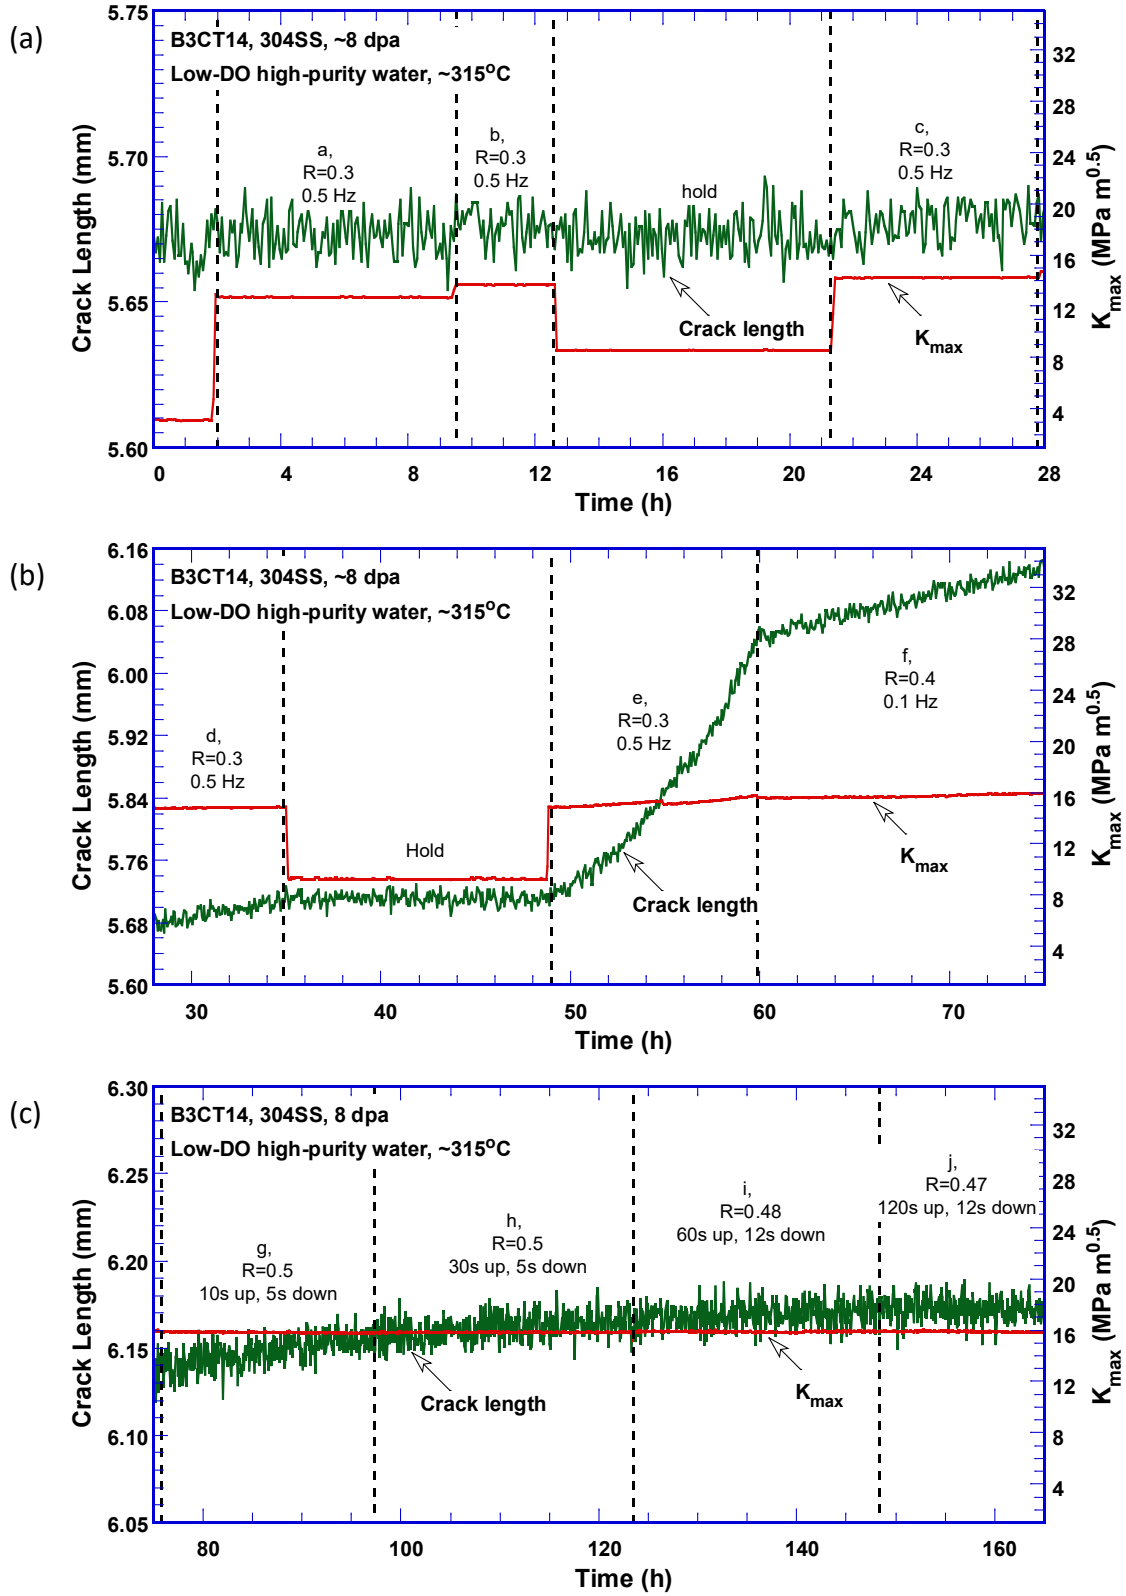 (a)
5.75
5.70
5.65
5.60
Crack Length (mm)
B3CT14, 304SS, ~8 dpa
Low-DO high-purity water, ~315°C
a,
R=0.3
0.5 Hz
b,
R=0.3
0.5 Hz
hold
c,
R=0.3
0.5 Hz
Crack length
Kmax
32
28
24
20
16
12
8
4
Kmax (MPa m^0.5)
0 4 8 12 16 20 24 28
Time (h)
(b)
6.16
6.08
6.00
5.92
5.84
5.76
5.68
5.60
Crack Length (mm)
B3CT14, 304SS, ~8 dpa
Low-DO high-purity water, ~315°C
d,
R=0.3
0.5 Hz
Hold
e,
R=0.3
0.5 Hz
f,
R=0.4
0.1 Hz
Kmax
Crack length
32
28
24
20
16
12
8
4
Kmax (MPa m^0.5)
30 40 50 60 70
Time (h)
(c)
6.30
6.25
6.20
6.15
6.10
6.05
Crack Length (mm)
B3CT14, 304SS, 8 dpa
Low-DO high-purity water, ~315°C
g,
R=0.5
10s up, 5s down
h,
R=0.5
30s up, 5s down
i,
R=0.48
60s up, 12s down
j,
R=0.47
120s up, 12s down
Crack length
Kmax
32
28
24
20
16
12
8
4
Kmax (MPa m^0.5)
80 100 120 140 160
Time (h)